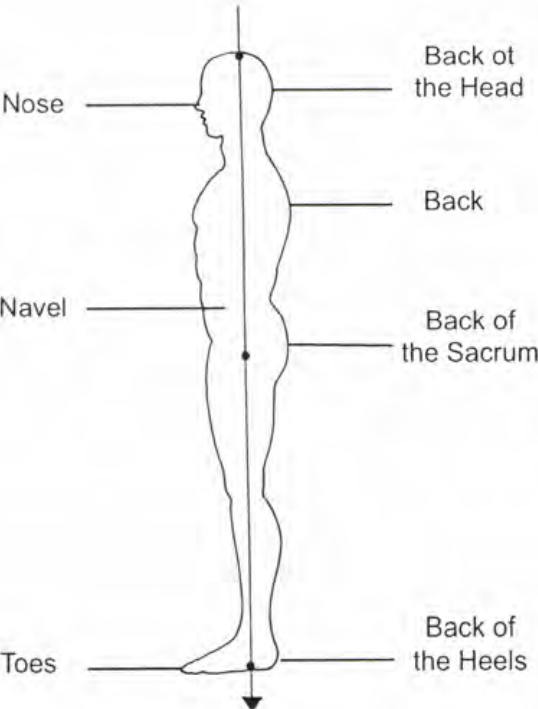 Back ot
the Head
Nose
Back
Navel
Back of
the Sacrum
Back of
the Heels
Toes